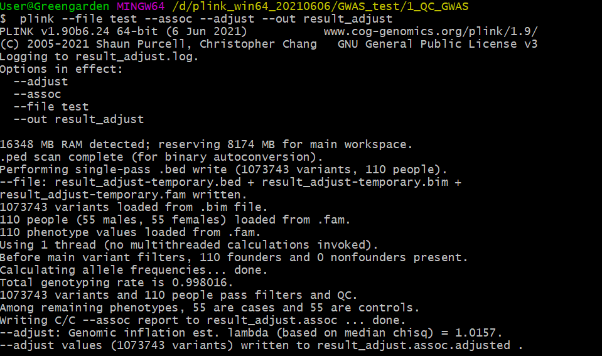 User@Greengarden MINGW64 /d/plink_win64_20210606/GWAS_test/1_QC_GWAS
$ plink --file test --assoc --adjust --out result_adjust
PLINK v1.90b6.24 64-bit (6 Jun 2021) www.cog-genomics.org/plink/1.9/
(C) 2005-2021 Shaun Purcell, Christopher Chang GNU General Public License v3
Logging to result_adjust.log.
Options in effect:
--adjust
--assoc
--file test
--out result_adjust
16348 MB RAM detected; reserving 8174 MB for main workspace.
.ped scan complete (for binary autoconversion).
Performing single-pass .bed write (1073743 variants, 110 people).
--file: result_adjust-temporary.bed + result_adjust-temporary.bim +
result_adjust-temporary.fam written.
1073743 variants loaded from .bim file.
110 people (55 males, 55 females) loaded from .fam.
110 phenotype values loaded from .fam.
Using 1 thread (no multithreaded calculations invoked).
Before main variant filters, 110 founders and 0 nonfounders present.
Calculating allele frequencies... done.
Total genotyping rate is 0.998016.
1073743 variants and 110 people pass filters and QC.
Among remaining phenotypes, 55 are cases and 55 are controls.
Writing C/C --assoc report to result_adjust.assoc ... done.
--adjust: Genomic inflation est. lambda (based on median chisq) = 1.0157.
--adjust values (1073743 variants) written to result_adjust.assoc.adjusted .